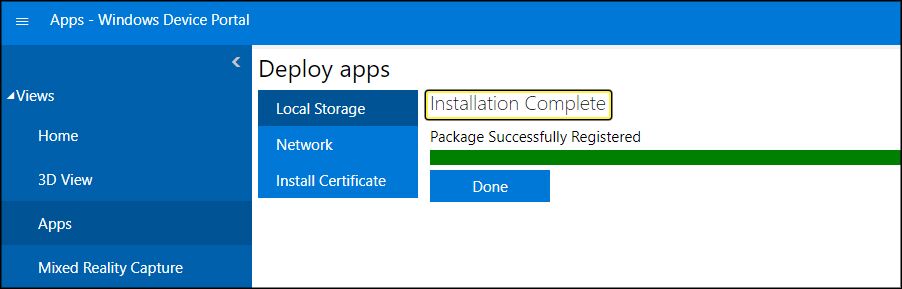 Apps - Windows Device Portal
Views
Home
3D View
Apps
Mixed Reality Capture
Deploy apps
Local Storage
Network
Install Certificate
Installation Complete
Package Successfully Registered
Done